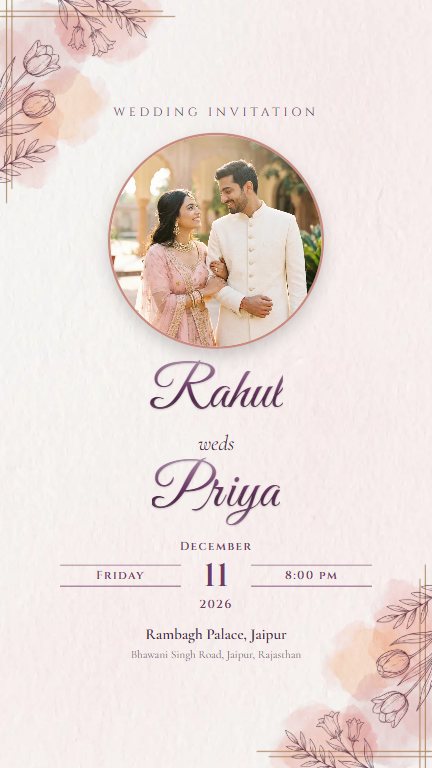 WEDDING INVITATION
Rahul
weds
Priya
DECEMBER
FRIDAY 11 8:00 PM
2026
Rambagh Palace, Jaipur
Bhawani Singh Road, Jaipur, Rajasthan